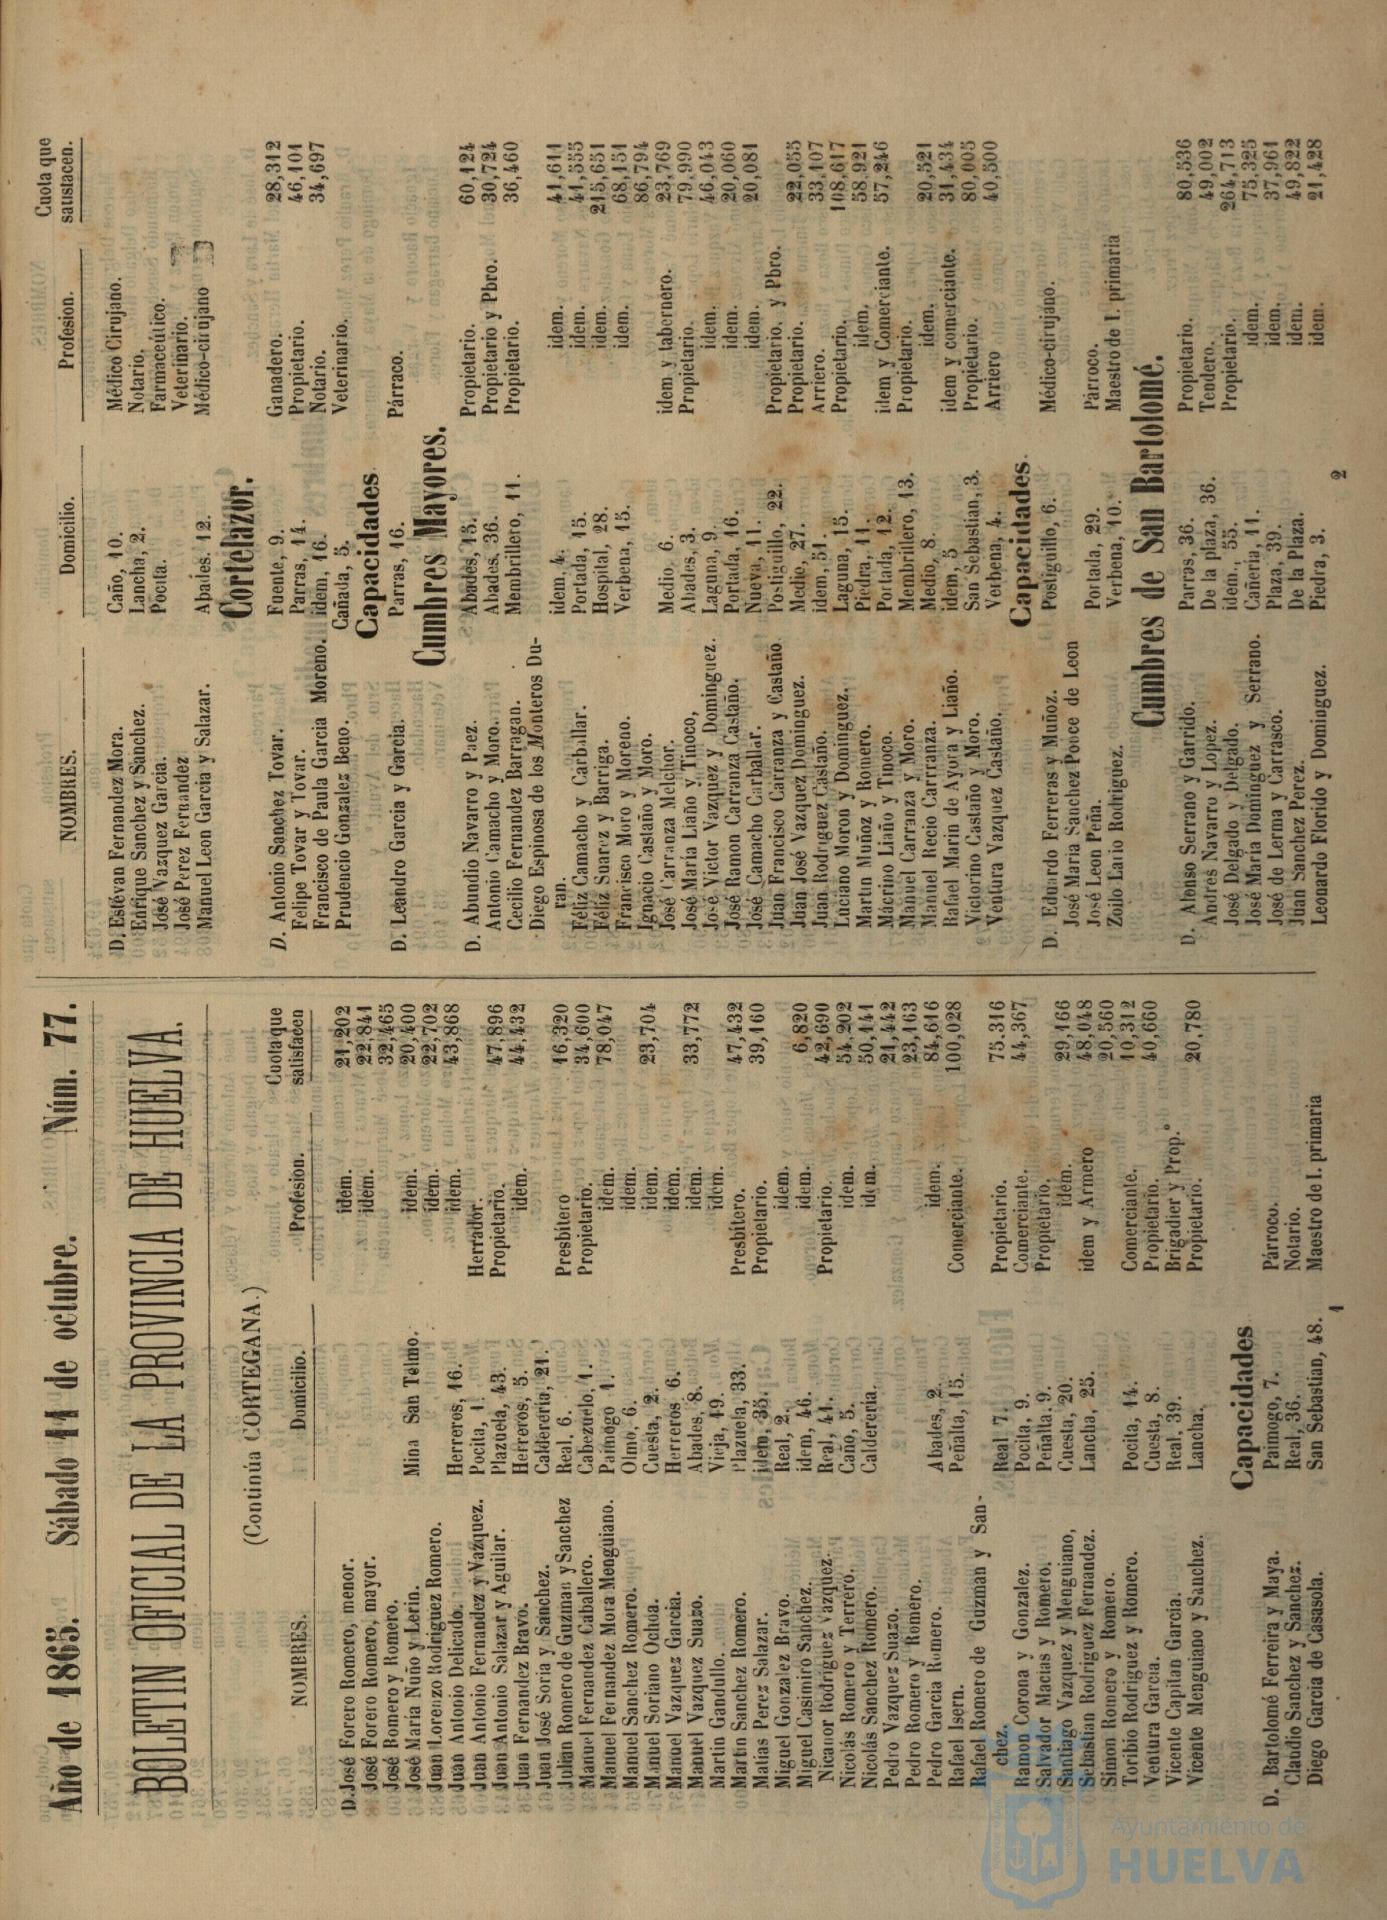 Año de 1865. Sábado 14 de octubre. Núm. 77.
BOLETIN OFICIAL DE LA PROVINCIA DE HUELVA.
(Continúa CORTEGANA.)
NOMBRES. Domicilio. Profesion. Cuota que satisfacen
D. José Forero Romero, menor. idem. 21,202
José Forero Romero, mayor. idem. 22,841
José Romero y Romero. 32,465
José Maria Nuño y Lerin. Mina San Telmo. idem. 20,400
Juan Lorenzo Rodriguez Romero. idem. 22,702
Juan Antonio Delicado. Herreros, 16. idem. 43,868
Juan Antonio Fernandez y Vazquez. Pocita, 1. Herrador.
Juan Antonio Salazar y Aguilar. Plazuela, 43. Propietario. 47,896
Juan Fernandez Bravo. Herreros, 5. idem. 44,432
Juan José Soria y Sanchez. Calderería, 21.
Julian Romero de Guzman y Sanchez Real, 6. Presbítero 16,320
Manuel Fernandez Caballero. Cabezuelo, 1. Propietario. 34,600
Manuel Fernandez Mora Menguiano. Paimogo 1. idem. 78,047
Manuel Sanchez Romero. Olmo, 6. idem.
Manuel Soriano Ochoa. Cuesta, 2. idem. 23,704
Manuel Vazquez Garcia. Herreros 6. idem.
Manuel Vazquez Suazo. Abades, 8. idem. 33,772
Martin Gandullo. Vieja, 19. idem.
Martin Sanchez Romero. Plazuela, 33. Presbítero. 47,432
Matias Perez Salazar. idem, 35. Propietario. 39,160
Miguel Gonzalez Bravo. Real, 2. idem.
Miguel Casimiro Sanchez. idem, 46. idem. 6,820
Nicanor Rodriguez Vazquez. Real, 41. Propietario. 42,690
Nicolás Romero y Terrero. Caño, 5. idem. 54,202
Nicolás Sanchez Romero. Caldereria. idem. 50,441
Pedro Vazquez Suazo. 21,442
Pedro Romero y Romero. 23,163
Pedro Garcia Romero. Abades, 2. idem. 84,616
Rafael Isern. Peñalta, 15. Comerciante. 100,028
Rafael Romero de Guzman y San-
chez. Real 7. Propietario. 75.316
Ramon Corona y Gonzalez. Pocita, 9. Comerciante. 44,367
Salvador Macias y Romero. Peñalta, 9. Propietario.
Santiago Vazquez y Menguiano, Cuesta, 20. idem. 29,166
Sebastian Rodriguez Fernandez. Lancha, 25. idem y Armero 48,048
Simon Romero y Romero. 20,560
Toribio Rodriguez y Romero. Pocita, 14. Comerciante. 10,312
Ventura Garcia. Cuesta, 8. Propietario. 40,660
Vicente Capitan Garcia. Real, 39. Brigadier y Prop.º
Vicente Menguiano y Sanchez. Lancha. Propietario. 20,780
Capacidades
D. Bartolomé Ferreira y Maya. Paimogo, 7. Párroco.
Claudio Sanchez y Sanchez. Real, 36. Notario.
Diego Garcia de Casasola. San Sebastian, 48. Maestro de I. primaria
1
NOMBRES. Domicilio. Profesion. Cuota que saustacen.
D. Estévan Fernandez Mora. Caño, 10. Médico Cirujano.
Enrique Sanchez y Sanchez. Lancha, 2. Notario.
José Vazquez Garcia. Pocota. Farmaceútico.
José Perez Fernandez Veterinario.
Manuel Leon Garcia y Salazar. Abades. 12. Médico-cirujano
Cortelazor.
D. Antonio Sanchez Tovar. Fuente, 9. Ganadero. 28,312
Felipe Tovar y Tovar. Parras, 14. Propietario. 46,101
Francisco de Paula Garcia Moreno. idem, 16. Notario. 34,697
Prudencio Gonzalez Beno. Cañada, 5. Veterinario.
Capacidades
D. Leandro Garcia y Garcia. Parras, 16. Párraco.
Cumbres Mayores.
D. Abundio Navarro y Paez. Abades, 15. Propietario. 60,124
Antonio Camacho y Moro. Abades, 36. Propietario y Pbro. 30,724
Cecilio Fernandez Barragan. Membrillero, 11. Propietario. 36,460
Diego Espinosa de los Monteros Du-
ran. idem, 4. idem. 41,611
Féliz Camacho y Carballar. Portada, 15. idem. 41,555
Féliz Suarez y Barriga. Hospital, 28. idem. 215,651
Francisco Moro y Moreno. Verbena, 15. idem. 68,151
Ignacio Castaño y Moro. 86,794
José Carranza Melchor. Medio, 6. idem y tabernero. 23,769
José Maria Liaño y Tinoco, Abades, 3. Propietario. 79,990
José Victor Vazquez y Dominguez. Laguna, 9. idem. 46,043
José Ramon Carranza Castaño. Portada, 16. idem. 20,060
José Camacho Carballar. Nueva, 11. idem. 20,081
Juan Francisco Carranza y Castaño Postiguillo, 22. Propietario. y Pbro.
Juan José Vazquez Dominguez. Medio, 27. Propietario. 22,055
Juan Rodriguez Castaño. idem, 51. Arriero. 33,107
Luciano Moron y Dominguez. Laguna, 15. Propietario. 108,617
Martin Muñoz y Romero. Piedra, 11. idem. 58,921
Macrino Liaño y Tinoco. Portada, 12. idem y Comerciante. 57,246
Manuel Carranza y Moro. Membrillero, 13. Propietario.
Manuel Recio Carrranza. Medio, 8. idem. 20,521
Rafael Marin de Ayora y Liaño. idem, 5 idem y comerciante. 31,434
Victorino Castaño y Moro. San Sebastian, 3. Propietario. 80,005
Ventura Vazquez Castaño. Verbena, 4. Arriero 40,500
Capacidades.
D. Eduardo Ferreras y Muñoz. Postiguillo, 6. Médico-cirujano.
José Maria Sanchez Ponce de Leon
José Leon Peña. Portada, 29. Párroco.
Zoilo Lario Rodriguez. Verbena, 10. Maestro de I. primaria
Cumbres de San Bartolomé.
D. Alonso Serrano y Garrido. Parras, 36. Propietario. 80,536
Andrés Navarro y Lopez. De la plaza, 36. Tendero. 49,002
José Delgado y Delgado. idem., 55. Propietario. 264,713
José Maria Dominguez y Serrano. Cañeria, 11. idem. 75,325
José de Lerma y Carrasco. Plaza, 39. idem. 37,961
Juan Sanchez Perez. De la Plaza. idem. 49,822
Leonardo Florido y Dominguez. Piedra, 3. idem. 21,428
2
Ayuntamiento de
HUELVA